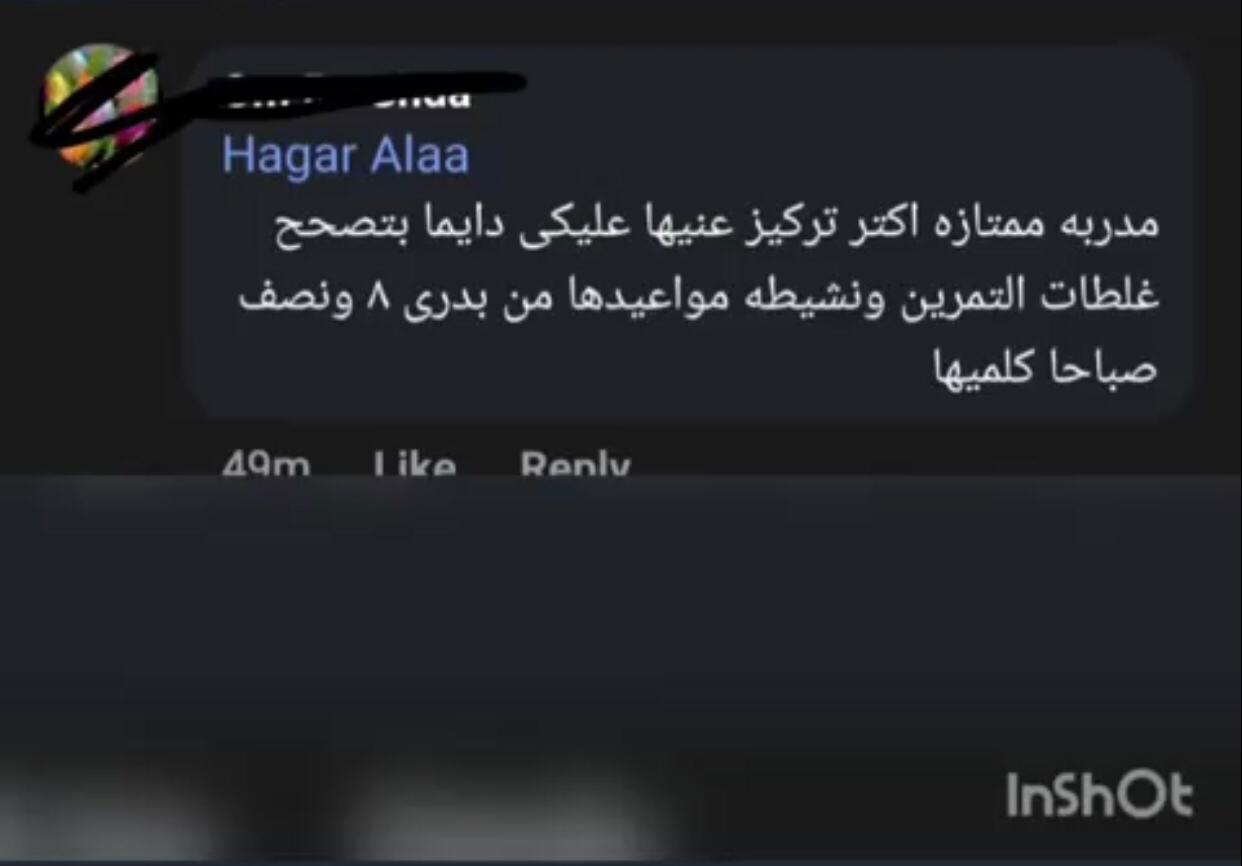 Hagar Alaa
مدربه ممتازه اكتر تركيز عنيها عليكى دايما بتصحح
غلطات التمرين ونشيطه مواعيدها من بدرى ٨ ونصف
صباحا كلميها
49m Like Reply
InShOt